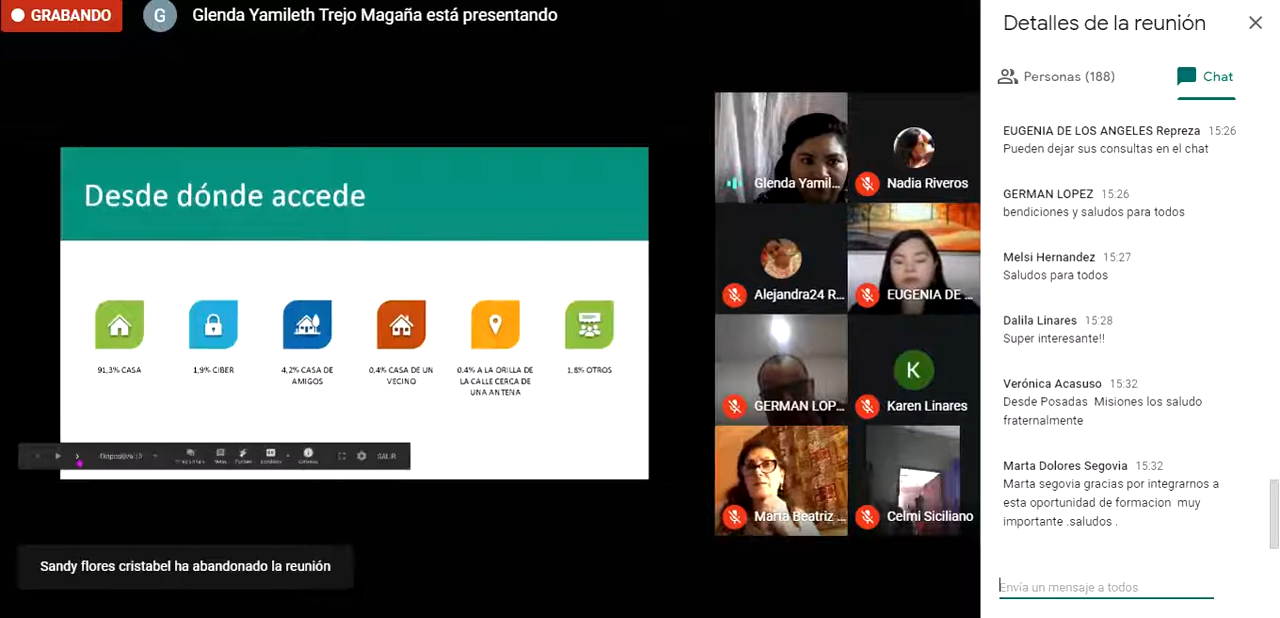 GRABANDO
G
Glenda Yamileth Trejo Magaña está presentando
Desde dónde accede
91,3% CASA
1,9% CIBER
4,2% CASA DE
AMIGOS
0,4% CASA DE UN
VECINO
0.4% A LA ORILLA DE
LA CALLE CERCA DE
UNA ANTENA
1.8% OTROS
SALIR
Sandy flores cristabel ha abandonado la reunión
Glenda Yamil...
Nadia Riveros
Alejandra24 R...
EUGENIA DE ...
GERMAN LOP...
K
Karen Linares
Marta Beatriz ...
Celmi Siciliano
Detalles de la reunión
Personas (188)
Chat
EUGENIA DE LOS ANGELES Repreza 15:26
Pueden dejar sus consultas en el chat
GERMAN LOPEZ 15:26
bendiciones y saludos para todos
Melsi Hernandez 15:27
Saludos para todos
Dalila Linares 15:28
Super interesante!!
Verónica Acasuso 15:32
Desde Posadas Misiones los saludo
fraternalmente
Marta Dolores Segovia 15:32
Marta segovia gracias por integrarnos a
esta oportunidad de formacion muy
importante .saludos .
Envía un mensaje a todos